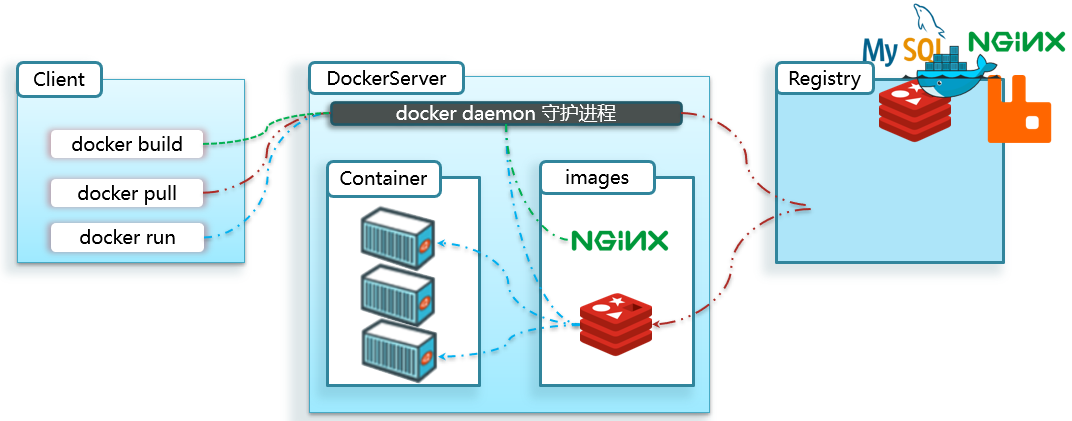 Client
docker build
docker pull
docker run
DockerServer
docker daemon 守护进程
Container
images
NGINX
Registry
MySQL
NGINX